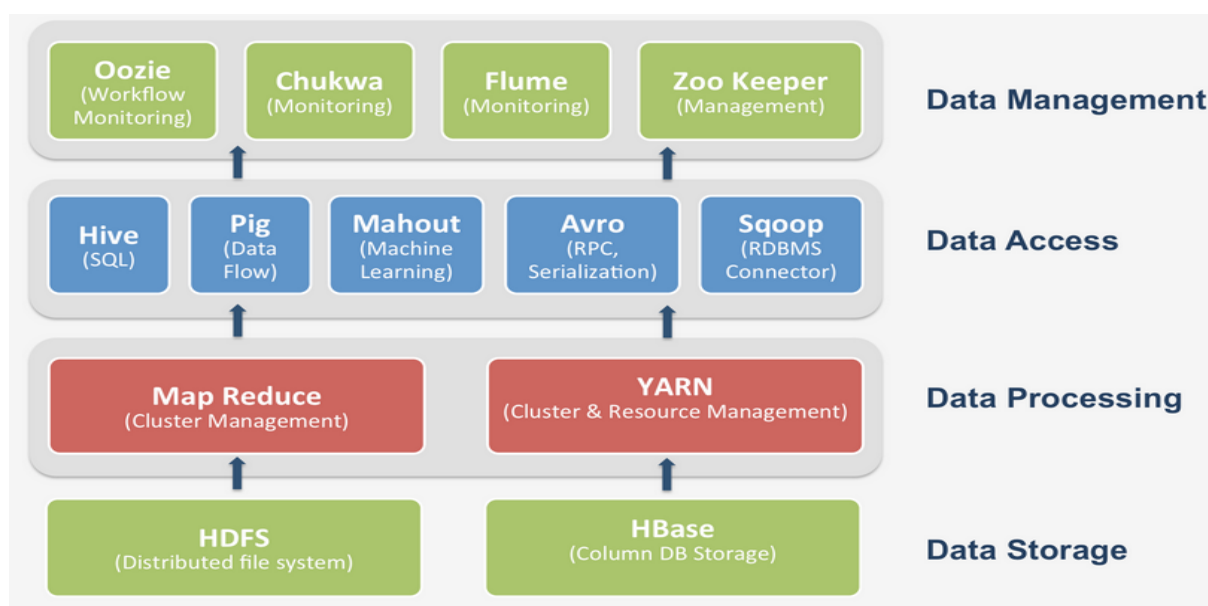 Oozie
(Workflow
Monitoring)
Chukwa
(Monitoring)
Flume
(Monitoring)
Zoo Keeper
(Management)
Data Management
Hive
(SQL)
Pig
(Data
Flow)
Mahout
(Machine
Learning)
Avro
(RPC,
Serialization)
Sqoop
(RDBMS
Connector)
Data Access
Map Reduce
(Cluster Management)
YARN
(Cluster & Resource Management)
Data Processing
HDFS
(Distributed file system)
HBase
(Column DB Storage)
Data Storage